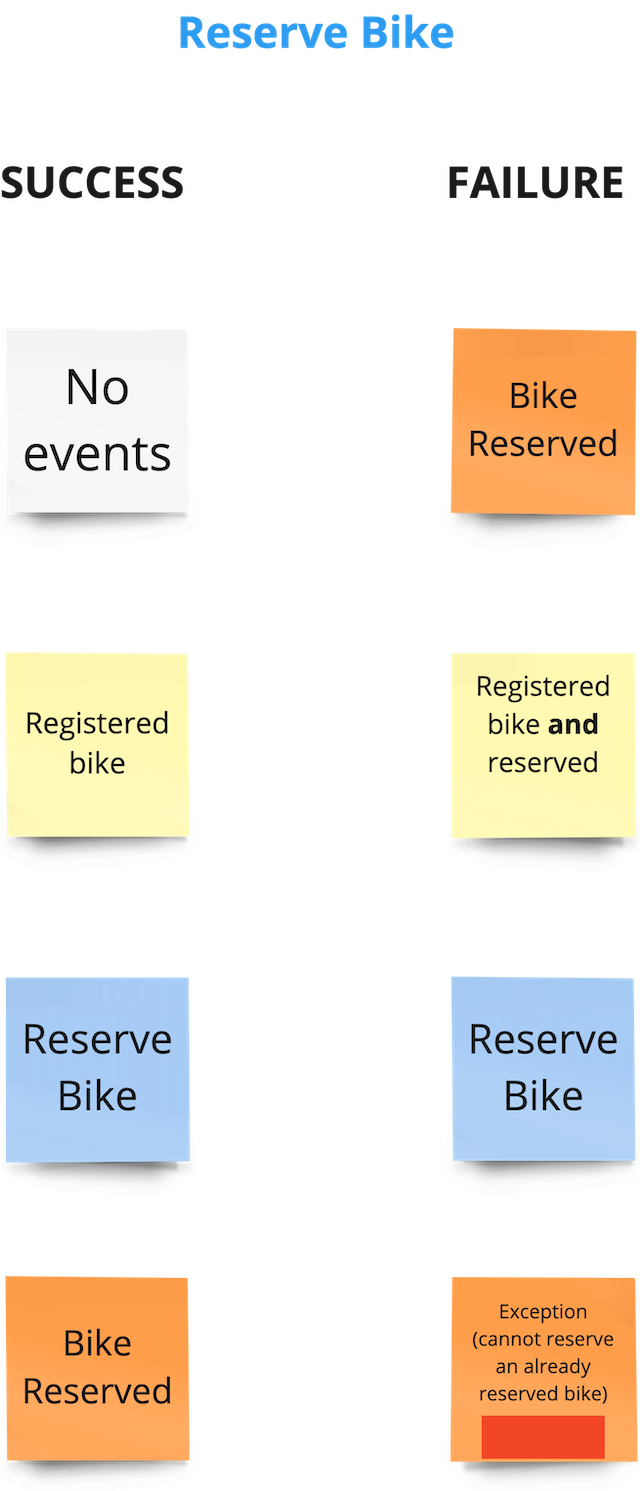 Reserve Bike
SUCCESS
FAILURE
No
events
Bike
Reserved
Registered
bike
Registered
bike and
reserved
Reserve
Bike
Reserve
Bike
Bike
Reserved
Exception
(cannot reserve
an already
reserved bike)